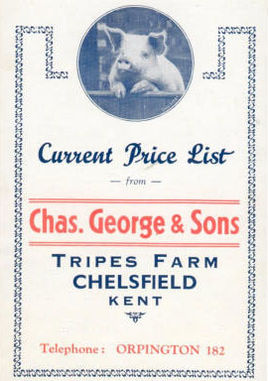 Current Price List
— from —
Chas. George & Sons
TRIPES FARM
CHELSFIELD
KENT
Telephone: ORPINGTON 182